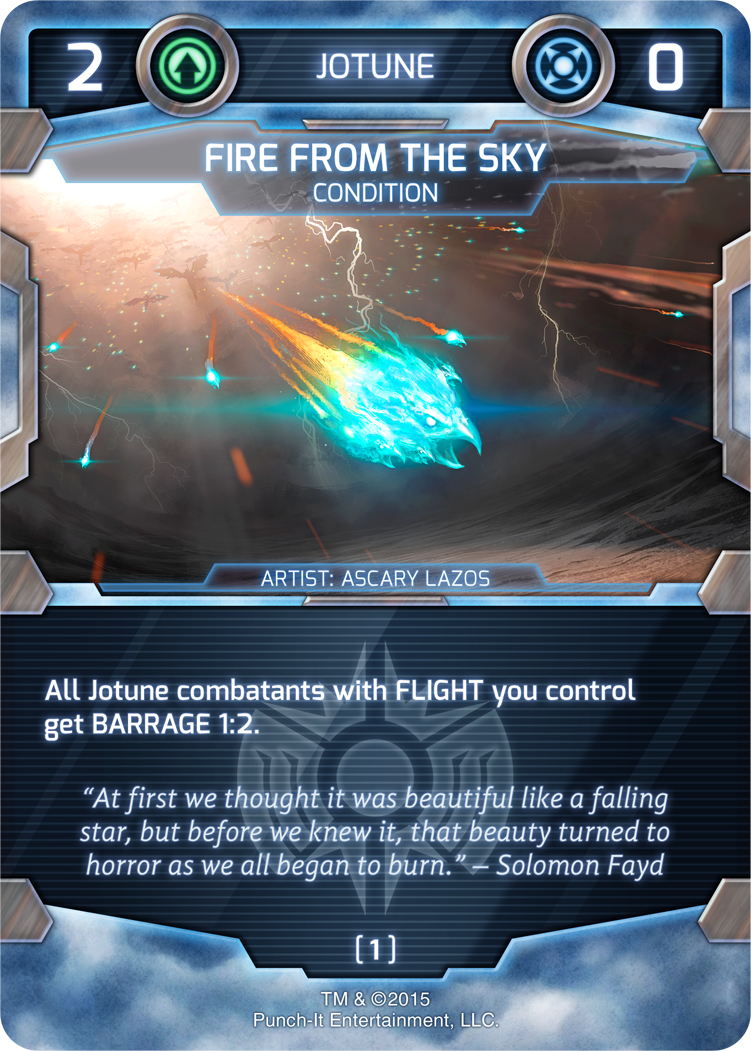 2 JOTUNE 0
FIRE FROM THE SKY
CONDITION
ARTIST: ASCARY LAZOS
All Jotune combatants with FLIGHT you control
get BARRAGE 1:2.
“At first we thought it was beautiful like a falling
star, but before we knew it, that beauty turned to
horror as we all began to burn.” – Solomon Fayd
[1]
TM & ©2015
Punch-It Entertainment, LLC.